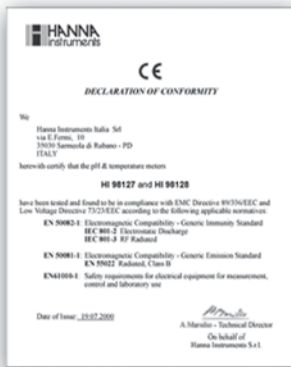 HANNA
instruments
CE
DECLARATION OF CONFORMITY
We
Hanna Instruments Italia Srl
via E.Fermi, 10
35030 Sarmeola di Rubano - PD
ITALY
herewith certify that the pH & temperature meters
HI 98127 and HI 98128
have been tested and found to be in compliance with EMC Directive 89/336/EEC and
Low Voltage Directive 73/23/EEC according to the following applicable normatives:
EN 50082-1: Electromagnetic Compatibility - Generic Immunity Standard
IEC 801-2 Electrostatic Discharge
IEC 801-3 RF Radiated
EN 50081-1: Electromagnetic Compatibility - Generic Emission Standard
EN 55022 Radiated, Class B
EN61010-1: Safety requirements for electrical equipment for measurement,
control and laboratory use
Date of Issue: 19.07.2000
A.Marsilio - Technical Director
On behalf of
Hanna Instruments S.r.l.